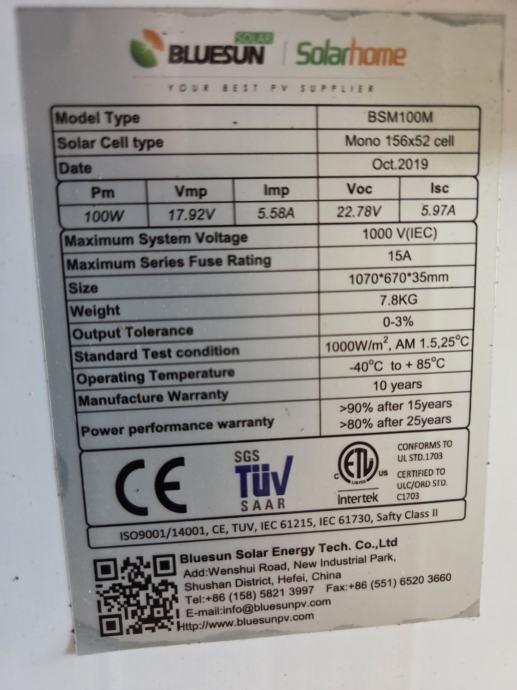 SOLAR
BLUESUN | Solarhome
YOUR BEST PV SUPPLIER
Model Type BSM100M
Solar Cell type Mono 156x52 cell
Date Oct.2019
Pm Vmp Imp Voc Isc
100W 17.92V 5.58A 22.78V 5.97A
Maximum System Voltage 1000 V(IEC)
Maximum Series Fuse Rating 15A
Size 1070*670*35mm
Weight 7.8KG
Output Tolerance 0-3%
Standard Test condition 1000W/m², AM 1.5,25°C
Operating Temperature -40°C to + 85°C
Manufacture Warranty 10 years
Power performance warranty >90% after 15years
>80% after 25years
CE
SGS
TÜV
SAAR
C ETL US
LISTED
Intertek
CONFORMS TO
UL STD.1703
CERTIFIED TO
ULC/ORD STD.
C1703
ISO9001/14001, CE, TUV, IEC 61215, IEC 61730, Safty Class II
Bluesun Solar Energy Tech. Co.,Ltd
Add:Wenshui Road, New Industrial Park,
Shushan District, Hefei, China
Tel:+86 (158) 5821 3997 Fax:+86 (551) 6520 3660
E-mail:info@bluesunpv.com
Http://www.bluesunpv.com